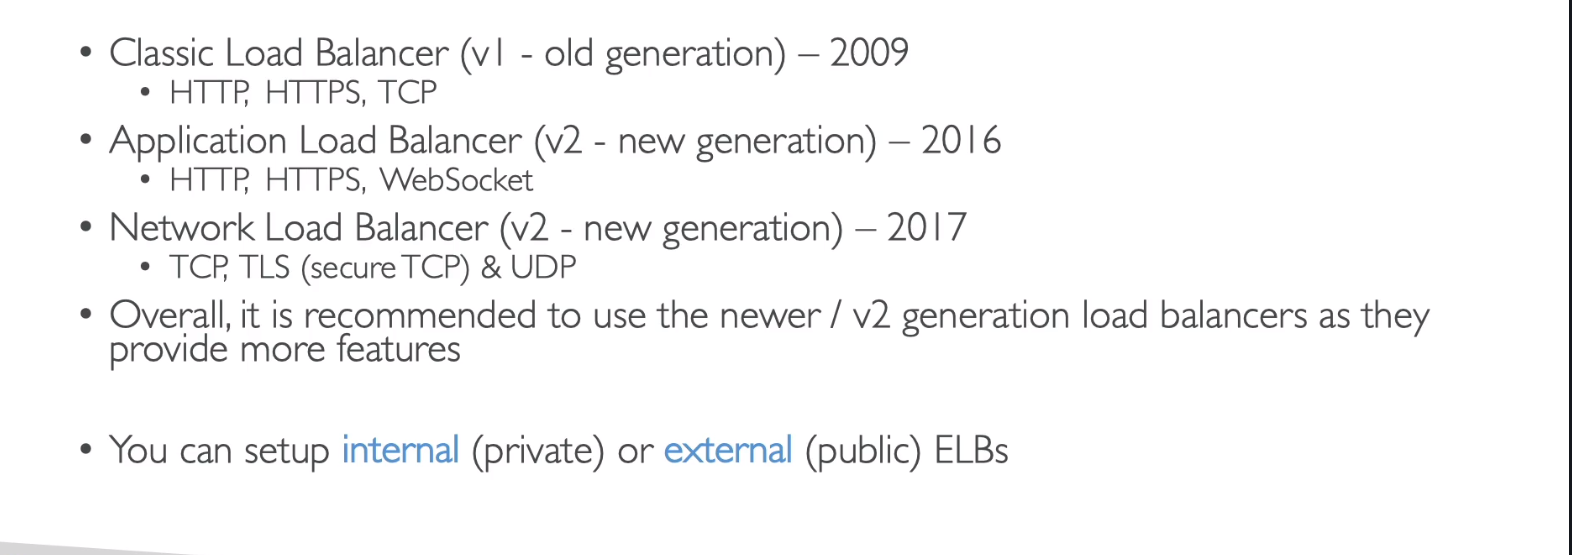 • Classic Load Balancer (v1 - old generation) – 2009
• HTTP, HTTPS, TCP
• Application Load Balancer (v2 - new generation) – 2016
• HTTP, HTTPS, WebSocket
• Network Load Balancer (v2 - new generation) – 2017
• TCP, TLS (secure TCP) & UDP
• Overall, it is recommended to use the newer / v2 generation load balancers as they
provide more features
• You can setup internal (private) or external (public) ELBs